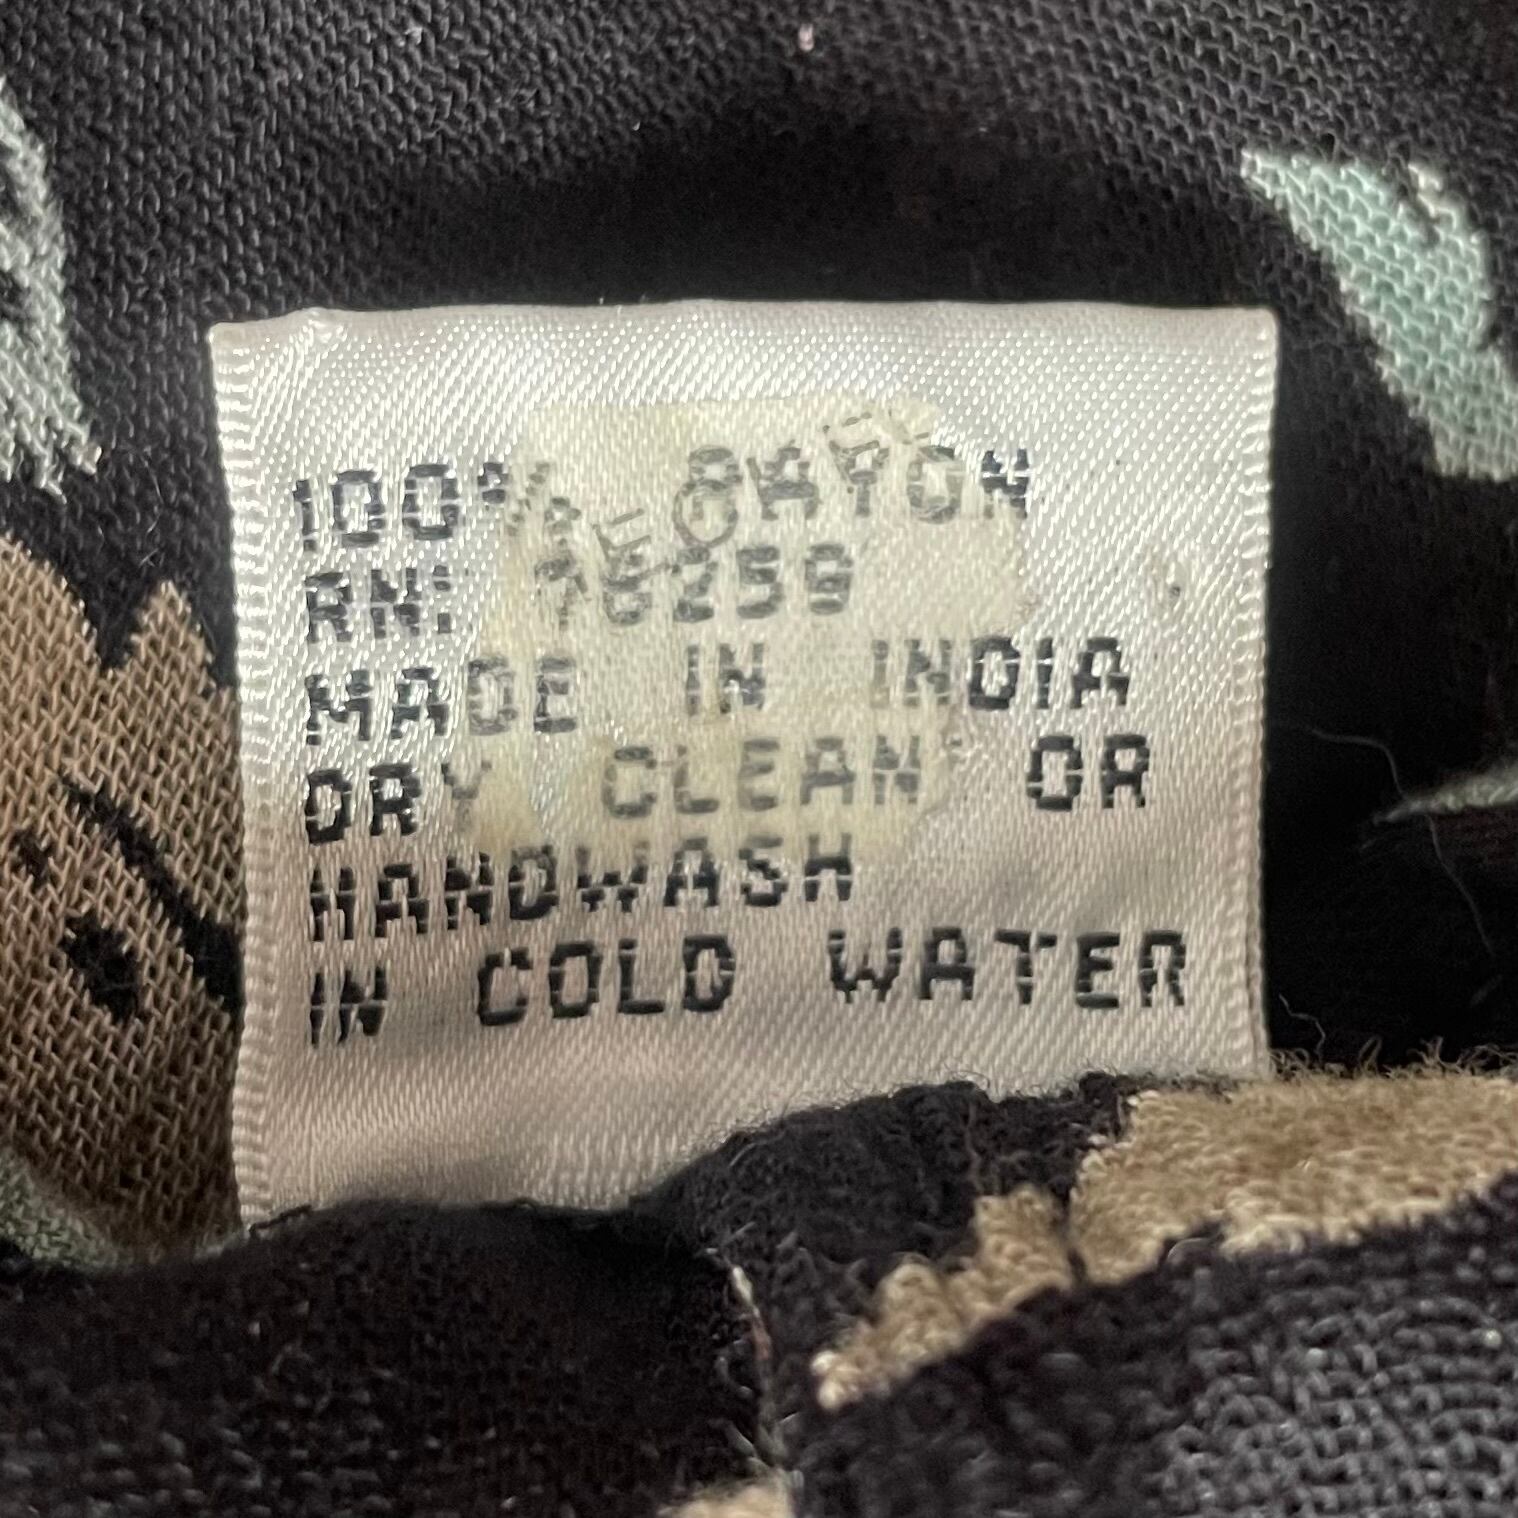 100% RAYON
RN: 76259
MADE IN INDIA
DRY CLEAN OR
HANDWASH
IN COLD WATER